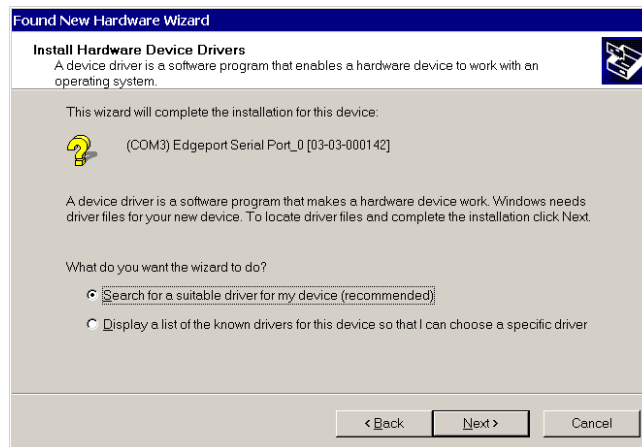 Found New Hardware Wizard
Install Hardware Device Drivers
A device driver is a software program that enables a hardware device to work with an
operating system.
This wizard will complete the installation for this device:
(COM3) Edgeport Serial Port_0 [03-03-000142]
A device driver is a software program that makes a hardware device work. Windows needs
driver files for your new device. To locate driver files and complete the installation click Next.
What do you want the wizard to do?
Search for a suitable driver for my device (recommended)
Display a list of the known drivers for this device so that I can choose a specific driver
< Back Next > Cancel